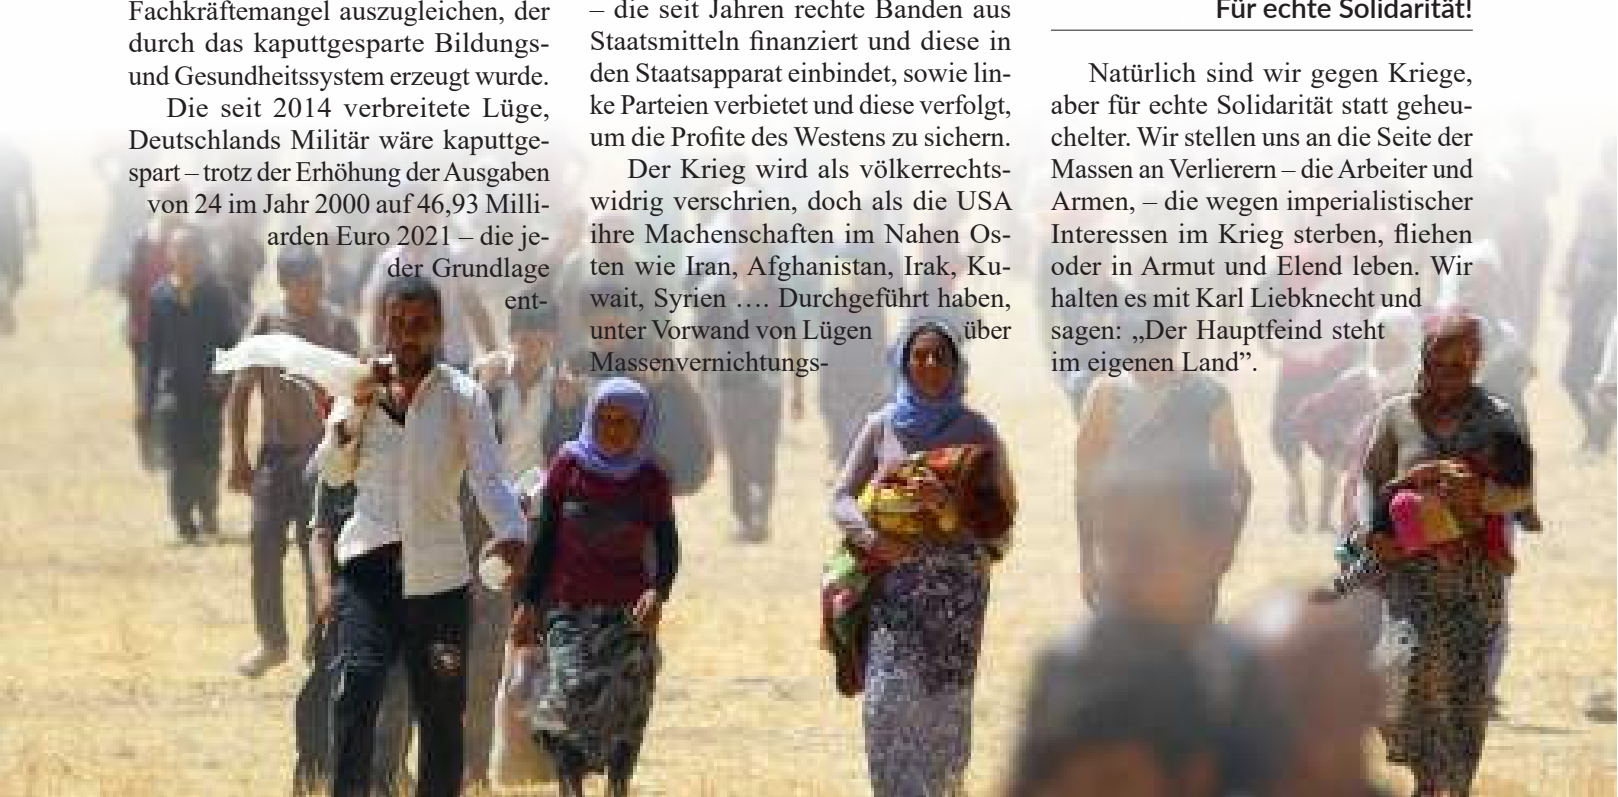 Fachkräftemangel auszugleichen, der
durch das kaputtgesparte Bildungs-
und Gesundheitssystem erzeugt wurde.
Die seit 2014 verbreitete Lüge,
Deutschlands Militär wäre kaputtge-
spart – trotz der Erhöhung der Ausgaben
von 24 im Jahr 2000 auf 46,93 Milli-
arden Euro 2021 – die je-
der Grundlage
ent-
– die seit Jahren rechte Banden aus
Staatsmitteln finanziert und diese in
den Staatsapparat einbindet, sowie lin-
ke Parteien verbietet und diese verfolgt,
um die Profite des Westens zu sichern.
Der Krieg wird als völkerrechts-
widrig verschrien, doch als die USA
ihre Machenschaften im Nahen Os-
ten wie Iran, Afghanistan, Irak, Ku-
wait, Syrien …. Durchgeführt haben,
unter Vorwand von Lügen über
Massenvernichtungs-
Für echte Solidarität!
Natürlich sind wir gegen Kriege,
aber für echte Solidarität statt geheu-
chelter. Wir stellen uns an die Seite der
Massen an Verlierern – die Arbeiter und
Armen, – die wegen imperialistischer
Interessen im Krieg sterben, fliehen
oder in Armut und Elend leben. Wir
halten es mit Karl Liebknecht und
sagen: „Der Hauptfeind steht
im eigenen Land”.